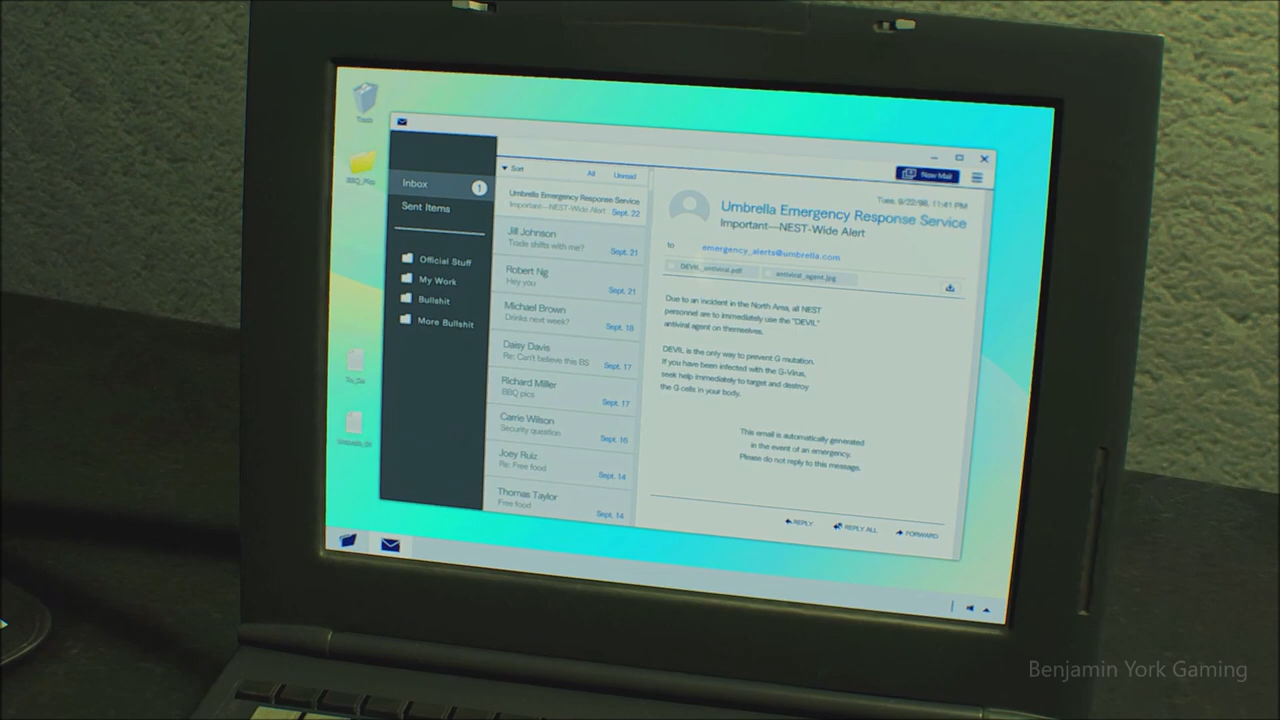 Trash
BBQ_Pics
Inbox
1
Sent Items
Official Stuff
My Work
Bullshit
More Bullshit
Sort
All
Unread
Umbrella Emergency Response Service
Important—NEST-Wide Alert
Sept. 22
Jill Johnson
Trade shifts with me?
Sept. 21
Robert Ng
Hey you
Sept. 21
Michael Brown
Drinks next week?
Sept. 18
Daisy Davis
Re: Can't believe this BS
Sept. 17
Richard Miller
BBQ pics
Sept. 17
Carrie Wilson
Security question
Sept. 16
Joey Ruiz
Re: Free food
Sept. 14
Thomas Taylor
Free food
Sept. 14
New Mail
Tues, 9/22/98, 11:41 PM
Umbrella Emergency Response Service
Important—NEST-Wide Alert
to
emergency_alerts@umbrella.com
DEVIL_antiviral.pdf
antiviral_agent.jpg
Due to an incident in the North Area, all NEST
personnel are to immediately use the "DEVIL"
antiviral agent on themselves.
DEVIL is the only way to prevent G mutation.
If you have been infected with the G-Virus,
seek help immediately to target and destroy
the G cells in your body.
This email is automatically generated
in the event of an emergency.
Please do not reply to this message.
REPLY
REPLY ALL
FORWARD
Benjamin York Gaming